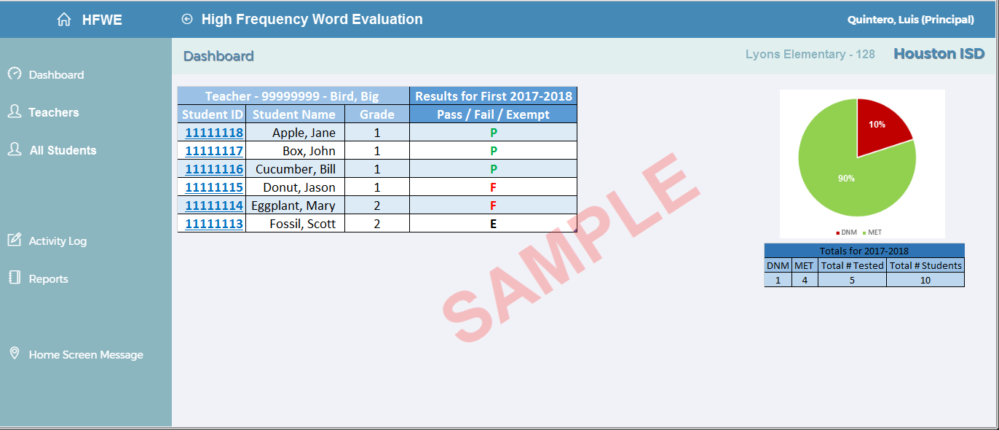 HFWE
High Frequency Word Evaluation
Quintero, Luis (Principal)
Dashboard
Lyons Elementary - 128
Houston ISD
Dashboard
Teachers
All Students
Activity Log
Reports
Home Screen Message
Teacher - 99999999 - Bird, Big Results for First 2017-2018
Student ID Student Name Grade Pass / Fail / Exempt
11111118 Apple, Jane 1 P
11111117 Box, John 1 P
11111116 Cucumber, Bill 1 P
11111115 Donut, Jason 1 F
11111114 Eggplant, Mary 2 F
11111113 Fossil, Scott 2 E
SAMPLE
10%
90%
DNM MET
Totals for 2017-2018
DNM MET Total # Tested Total # Students
1 4 5 10